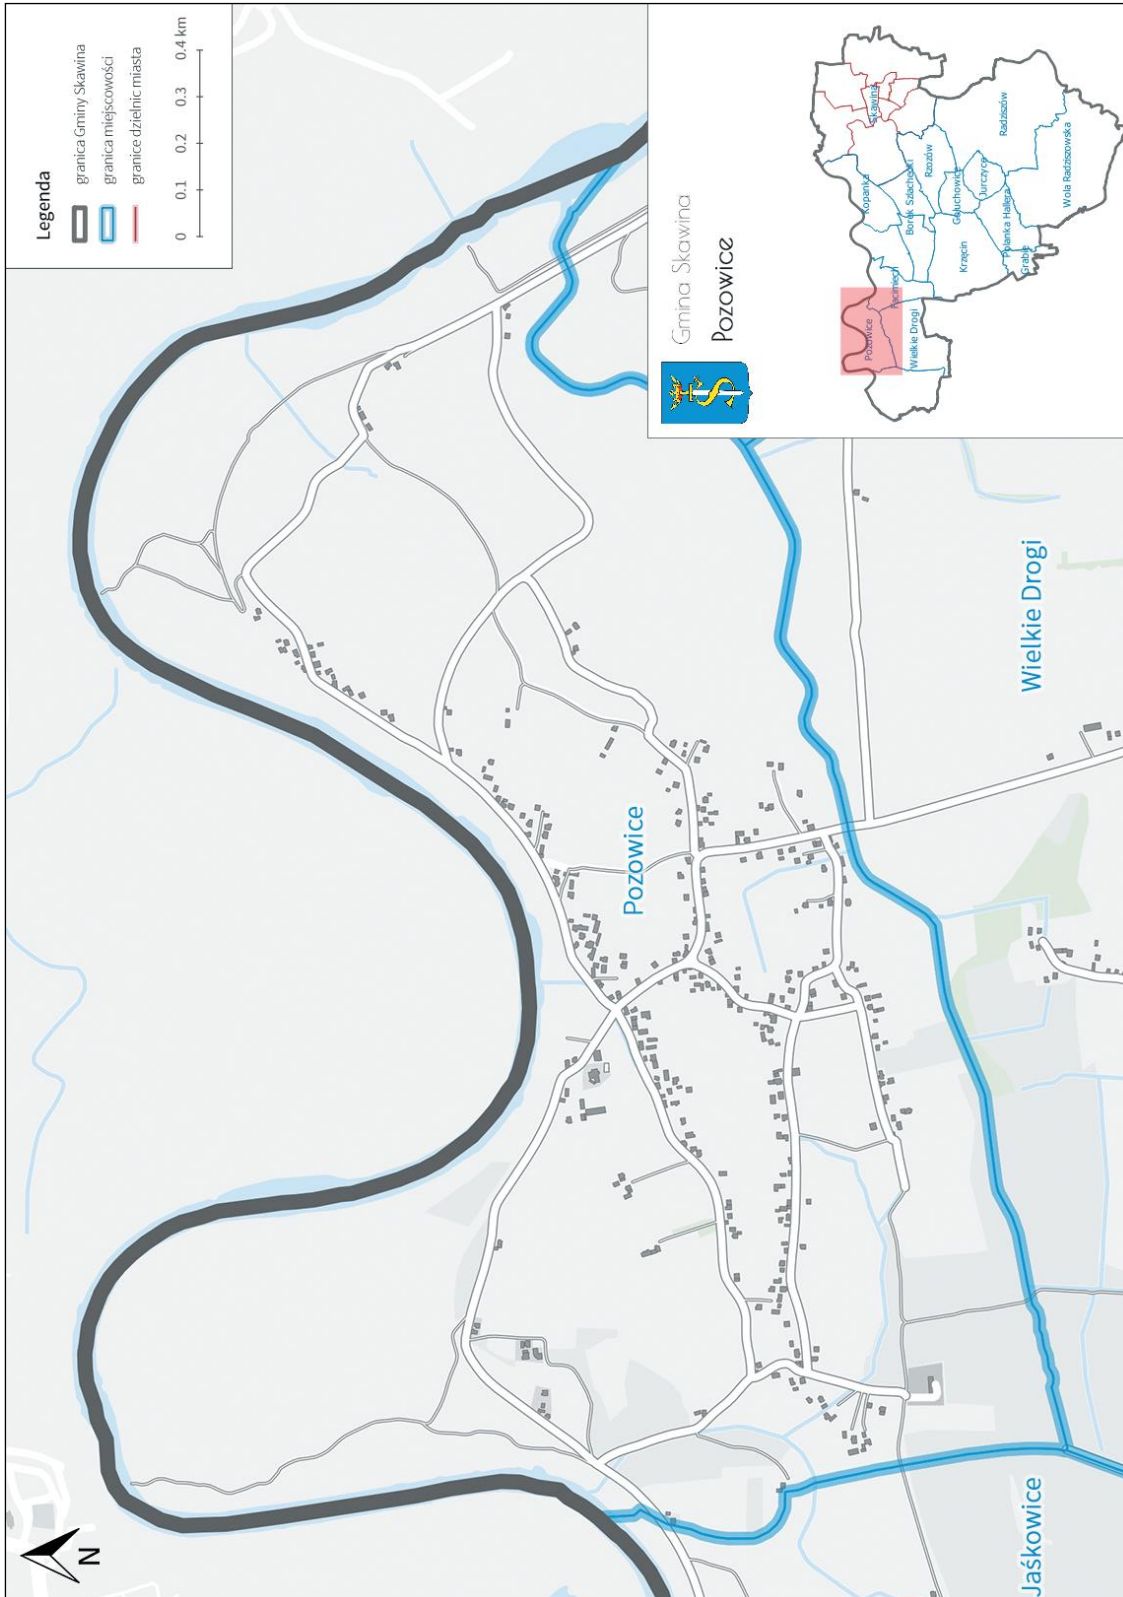 Legenda
granica Gminy Skawina
granica miejscowości
granice dzielnic miasta
0 0.1 0.2 0.3 0.4 km
N
Gmina Skawina
Pozowice
Pozowice
Wielkie Drogi
Jaśkowice
Skawina
Kopanka
Borek Szlachecki
Rzozów
Radziszów
Gołuchowice
Jurczyce
Krzęcin
Polanka Hallera
Grabie
Wola Radziszowska
Facimiech
Pozowice
Wielkie Drogi